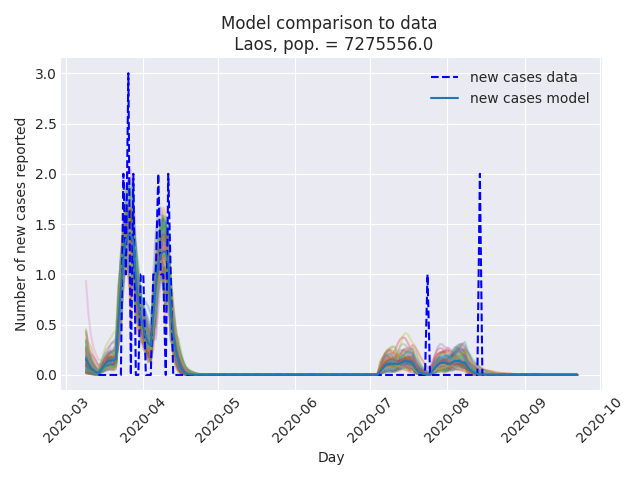 Model comparison to data
Laos, pop. = 7275556.0
new cases data
new cases model
Number of new cases reported
3.0
2.5
2.0
1.5
1.0
0.5
0.0
2020-03
2020-04
2020-05
2020-06
2020-07
2020-08
2020-09
2020-10
Day